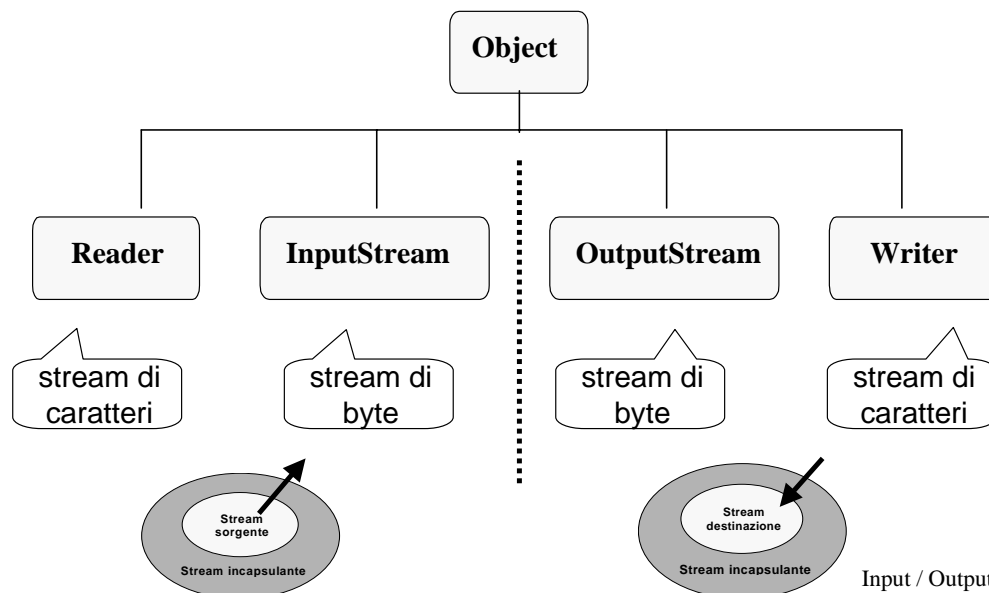 Object
Reader
InputStream
OutputStream
Writer
stream di
caratteri
stream di
byte
stream di
byte
stream di
caratteri
Stream
sorgente
Stream incapsulante
Stream
destinazione
Stream incapsulante
Input / Output